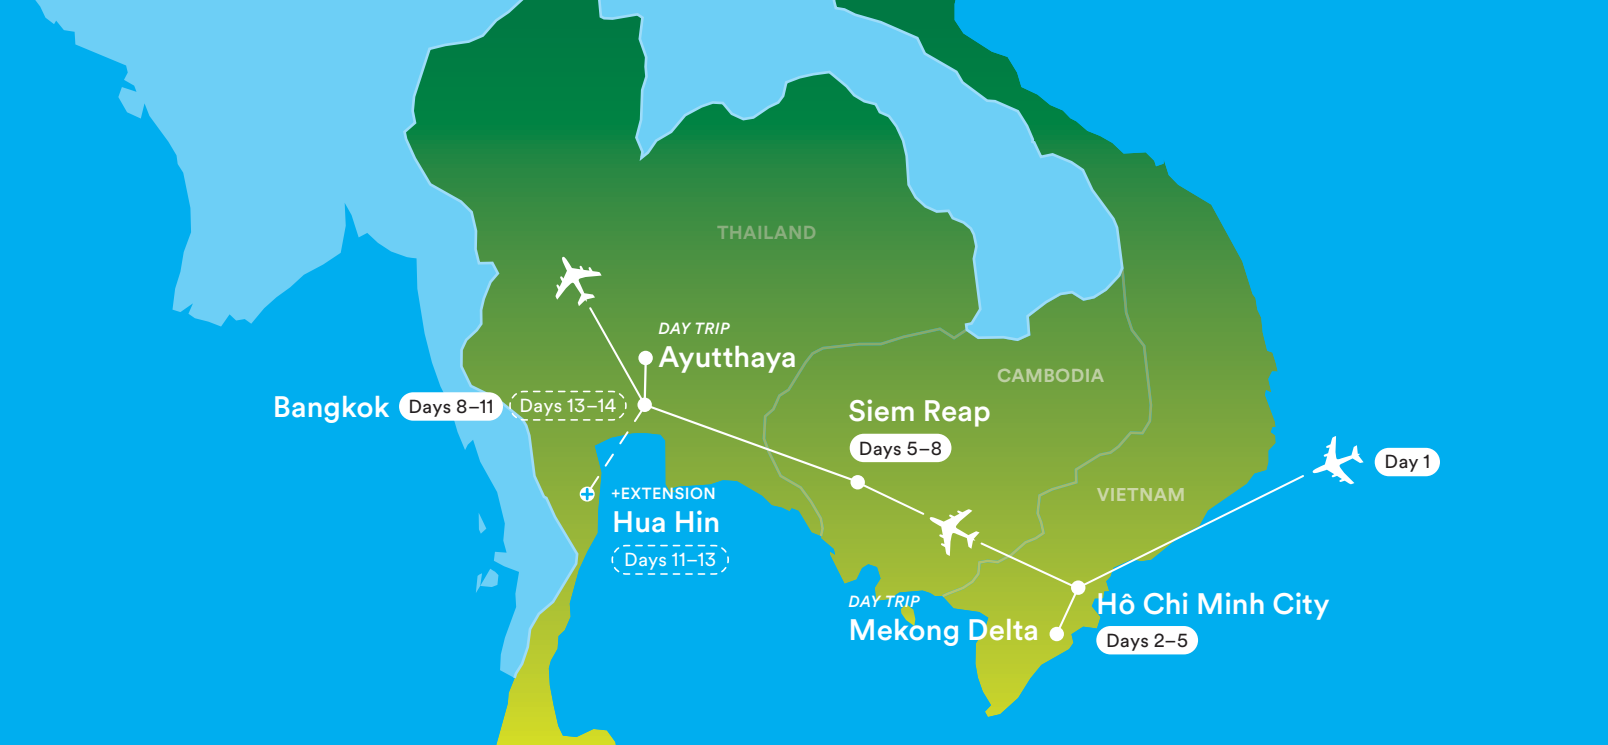 THAILAND
DAY TRIP
Ayutthaya
Bangkok Days 8–11 Days 13–14
CAMBODIA
Siem Reap
Days 5–8
Day 1
+EXTENSION
Hua Hin
Days 11–13
VIETNAM
DAY TRIP
Mekong Delta
Hô Chi Minh City
Days 2–5